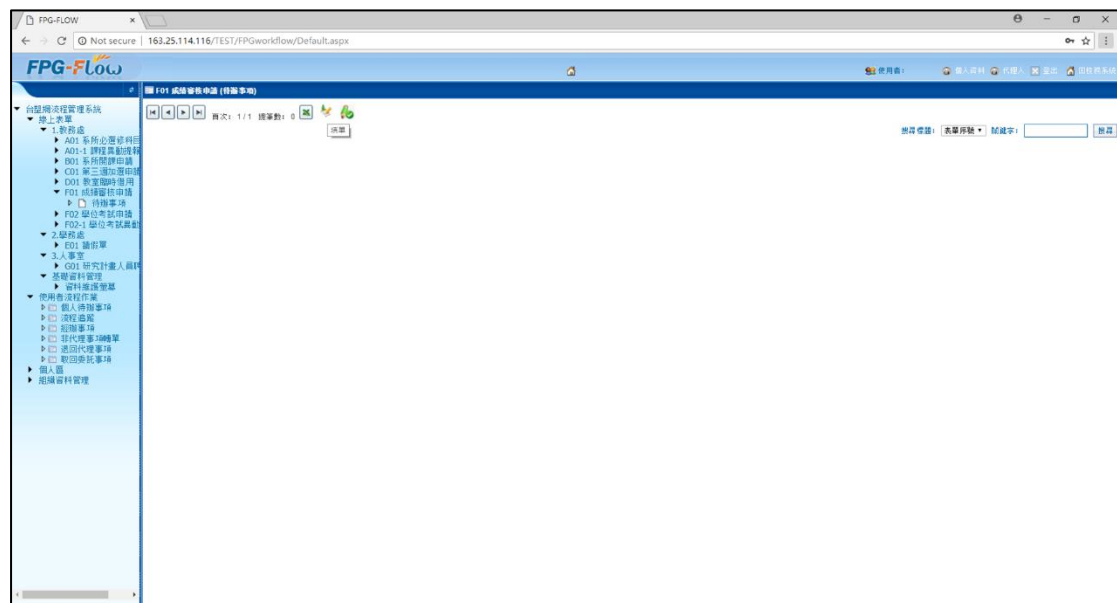 FPG-FLOW
Not secure | 163.25.114.116/TEST/FPGworkflow/Default.aspx
FPG-Flow
使用者: 個人資料 代理人 登出
F01 成績審核申請 (待辦事項)
頁次: 1/1 總筆數: 0
填單
搜尋標題: 表單序號 關鍵字: 搜尋
台塑網流程管理系統
線上表單
1.教務處
A01 系所必選修科目
A01-1 課程異動提報
B01 系所開課申請
C01 第三週加選申請
D01 教室臨時借用
F01 成績審核申請
待辦事項
F02 學位考試申請
F02-1 學位考試異動
2.學務處
E01 請假單
3.人事室
G01 研究計畫人員聘
基礎資料管理
資料維護螢幕
使用者流程作業
個人待辦事項
流程追蹤
經辦事項
非代理事項轉單
退回代理事項
取回委託事項
個人區
組織資料管理